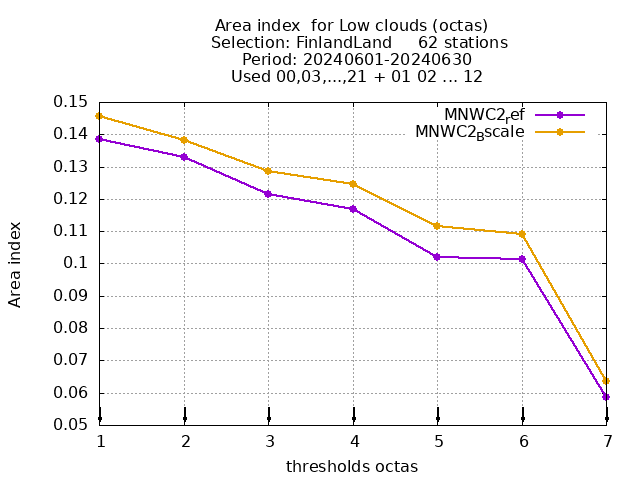 Area index  for Low clouds (octas)
Selection: FinlandLand     62 stations
Period: 20240601-20240630
Used 00,03,...,21 + 01 02 ... 12
MNWC2ref
MNWC2Bscale
0.15
0.14
0.13
0.12
0.11
0.1
0.09
0.08
0.07
0.06
0.05
Area index
1 2 3 4 5 6 7
thresholds octas